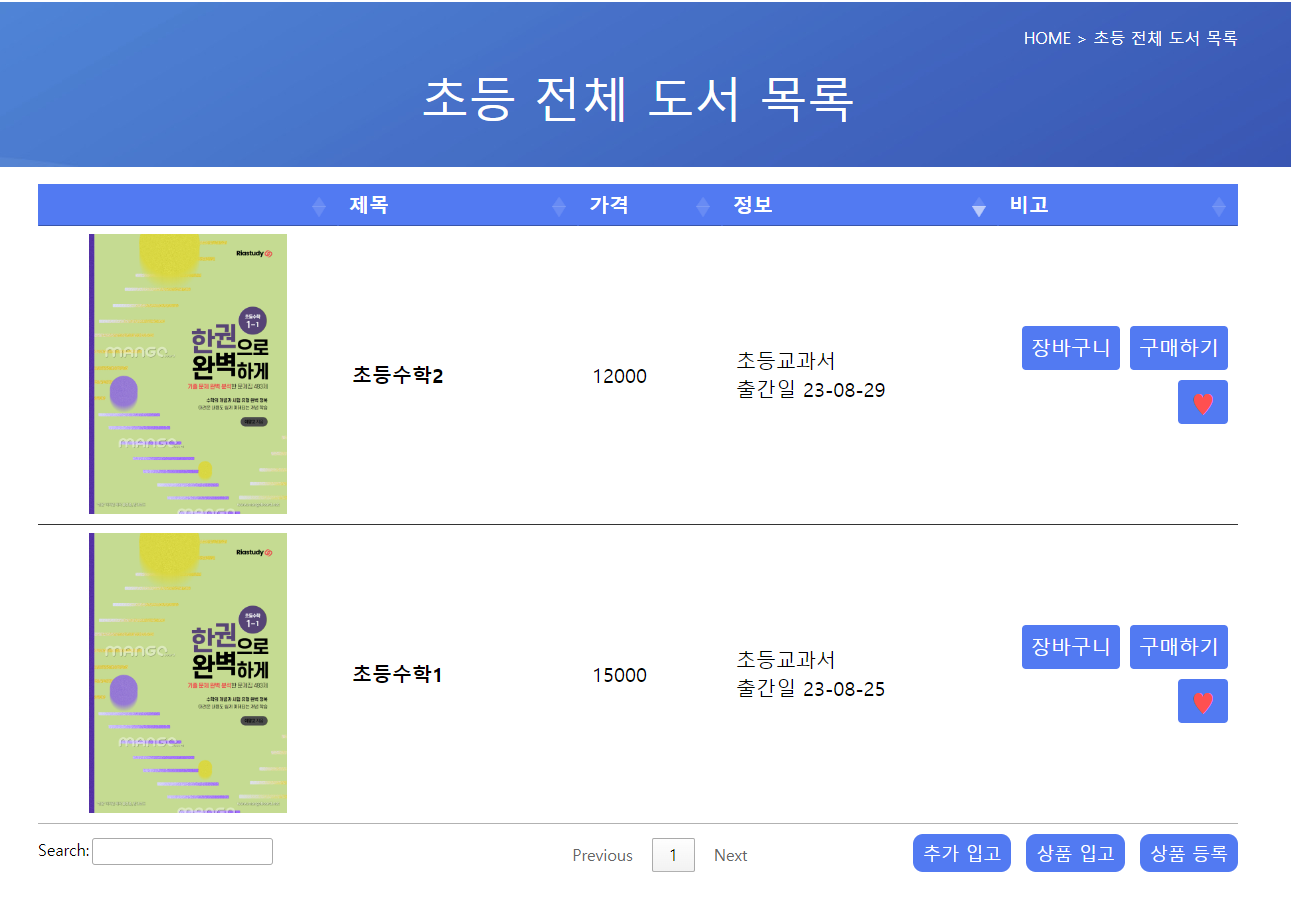 HOME > 초등 전체 도서 목록
초등 전체 도서 목록
제목 가격 정보 비고
Riastudy
초등수학
1-1
한권으로
완벽하게
mango
mango
mango
초등수학2
12000
초등교과서
출간일 23-08-29
장바구니 구매하기
Riastudy
초등수학
1-1
한권으로
완벽하게
mango
mango
mango
초등수학1
15000
초등교과서
출간일 23-08-25
장바구니 구매하기
Search:
Previous 1 Next
추가 입고 상품 입고 상품 등록